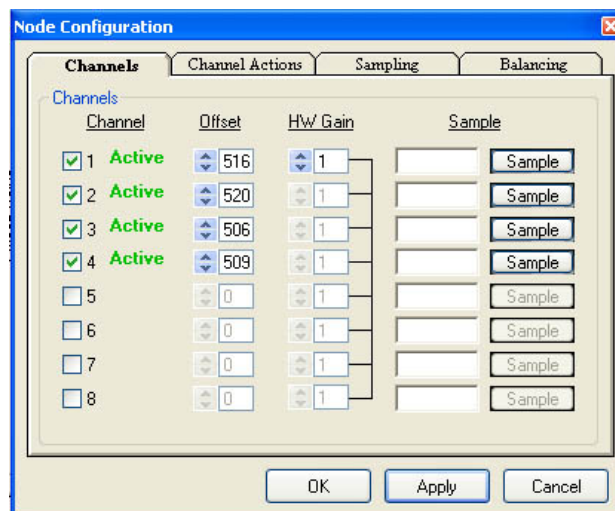 Node Configuration
Channels Channel Actions Sampling Balancing
Channels
Channel Offset HW Gain Sample
1 Active 516 1 Sample
2 Active 520 1 Sample
3 Active 506 1 Sample
4 Active 509 1 Sample
5 0 1 Sample
6 0 1 Sample
7 0 1 Sample
8 0 1 Sample
OK Apply Cancel